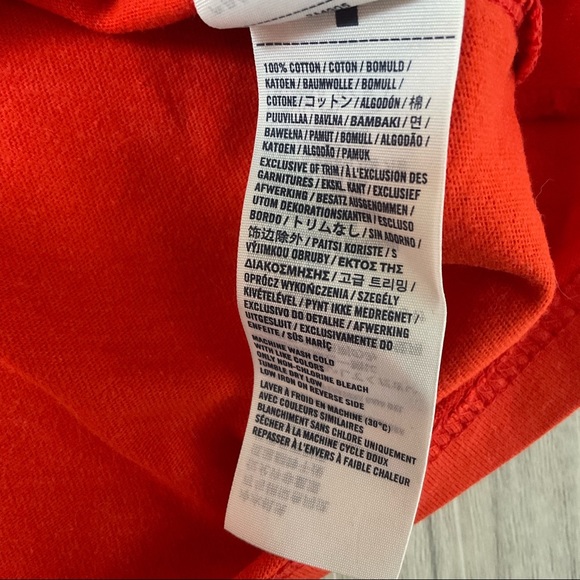 100% COTTON / COTON / BOMULD /
KATOEN / BAUMWOLLE / BOMULL /
COTONE / コットン / ALGODÓN / 棉 /
PUUVILLAA / BAVLNA / BAMBAKI / 면 /
BAWEŁNA / PAMUT / BOMULL / ALGODÃO /
KATOEN / ALGODÃO / PAMUK
EXCLUSIVE OF TRIM / À L'EXCLUSION DES
GARNITURES / EKSKL. KANT / EXCLUSIEF
AFWERKING / BESATZ AUSGENOMMEN /
UTOM DEKORATIONSKANTEN / ESCLUSO
BORDO / トリムなし / SIN ADORNO /
饰边除外 / PAITSI KORISTE / S
VÝJIMKOU OBRUBY / ΕΚΤΟΣ ΤΗΣ
ΔΙΑΚΟΣΜΗΣΗΣ / 고급 트리밍 /
OPRÓCZ WYKOŃCZENIA / SZEGÉLY
KIVÉTELÉVEL / PYNT IKKE MEDREGNET /
EXCLUSIVO DO DETALHE / AFWERKING
UITGESLUIT / EXCLUSIVAMENTE DO
ENFEITE / SÜS HARİÇ
MACHINE WASH COLD
WITH LIKE COLORS
ONLY NON-CHLORINE BLEACH
TUMBLE DRY LOW
LOW IRON ON REVERSE SIDE
LAVER À FROID EN MACHINE (30°C)
AVEC COULEURS SIMILAIRES
BLANCHIMENT SANS CHLORE UNIQUEMENT
SÉCHER À LA MACHINE CYCLE DOUX
REPASSER À L'ENVERS À FAIBLE CHALEUR